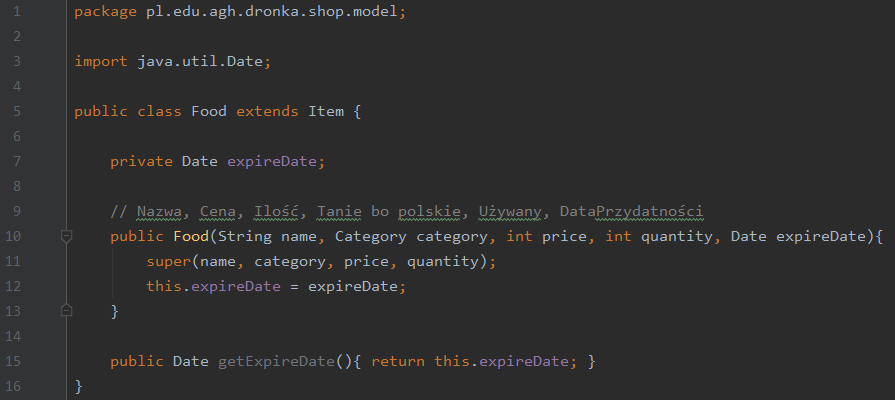 1 package pl.edu.agh.dronka.shop.model;
2
3 import java.util.Date;
4
5 public class Food extends Item {
6
7 private Date expireDate;
8
9 // Nazwa, Cena, Ilość, Tanie bo polskie, Używany, DataPrzydatności
10 public Food(String name, Category category, int price, int quantity, Date expireDate){
11 super(name, category, price, quantity);
12 this.expireDate = expireDate;
13 }
14
15 public Date getExpireDate(){ return this.expireDate; }
16 }